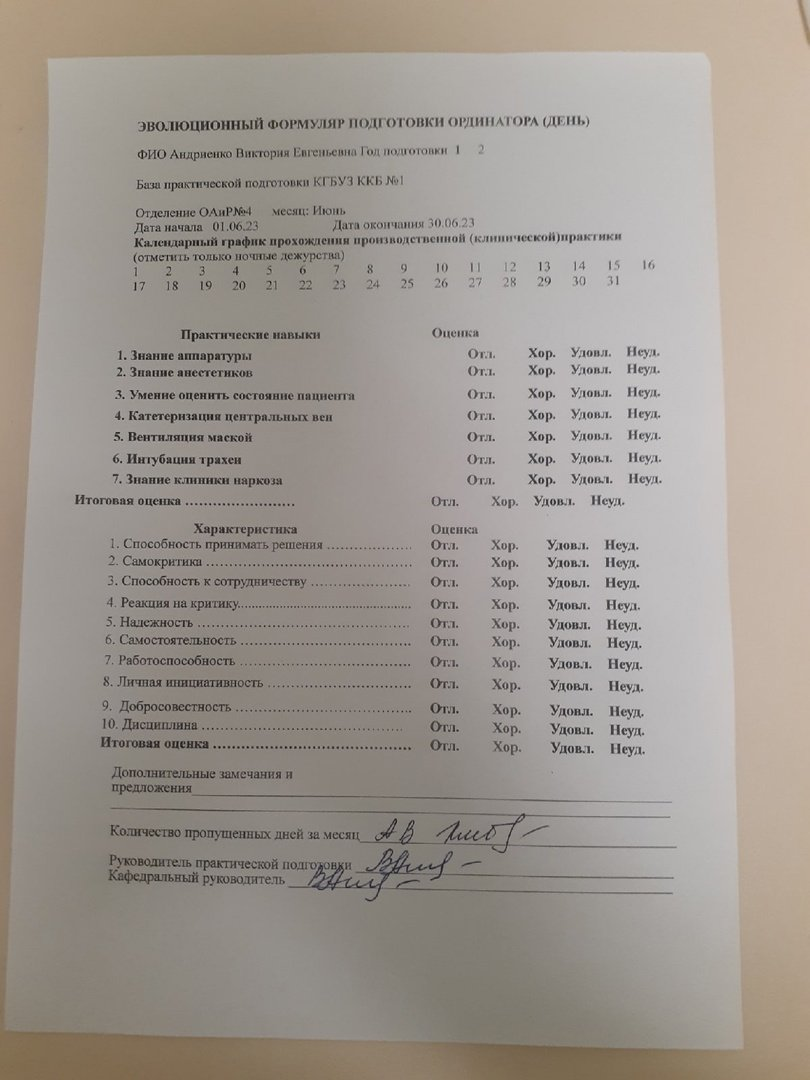 ЭВОЛЮЦИОННЫЙ ФОРМУЛЯР ПОДГОТОВКИ ОРДИНАТОРА (ДЕНЬ)
ФИО Андриенко Виктория Евгеньевна Год подготовки 1 2
База практической подготовки КГБУЗ ККБ №1
Отделение ОАиР№4 месяц: Июнь
Дата начала 01.06.23 Дата окончания 30.06.23
Календарный график прохождения производственной (клинической)практики
(отметить только ночные дежурства)
1 2 3 4 5 6 7 8 9 10 11 12 13 14 15 16
17 18 19 20 21 22 23 24 25 26 27 28 29 30 31
Практические навыки Оценка
1. Знание аппаратуры Отл. Хор. Удовл. Неуд.
2. Знание анестетиков Отл. Хор. Удовл. Неуд.
3. Умение оценить состояние пациента Отл. Хор. Удовл. Неуд.
4. Катетеризация центральных вен Отл. Хор. Удовл. Неуд.
5. Вентиляция маской Отл. Хор. Удовл. Неуд.
6. Интубация трахеи Отл. Хор. Удовл. Неуд.
7. Знание клиники наркоза Отл. Хор. Удовл. Неуд.
Итоговая оценка …………………… Отл. Хор. Удовл. Неуд.
Характеристика Оценка
1. Способность принимать решения ……………… Отл. Хор. Удовл. Неуд.
2. Самокритика …………………………………… Отл. Хор. Удовл. Неуд.
3. Способность к сотрудничеству ………………… Отл. Хор. Удовл. Неуд.
4. Реакция на критику.................................................. Отл. Хор. Удовл. Неуд.
5. Надежность ……………………………………… Отл. Хор. Удовл. Неуд.
6. Самостоятельность ……………………………… Отл. Хор. Удовл. Неуд.
7. Работоспособность ……………………………… Отл. Хор. Удовл. Неуд.
8. Личная инициативность ………………………… Отл. Хор. Удовл. Неуд.
9. Добросовестность ……………………………… Отл. Хор. Удовл. Неуд.
10. Дисциплина …………………………………… Отл. Хор. Удовл. Неуд.
Итоговая оценка …………………………………… Отл. Хор. Удовл. Неуд.
Дополнительные замечания и
предложения
Количество пропущенных дней за месяц
Руководитель практической подготовки
Кафедральный руководитель